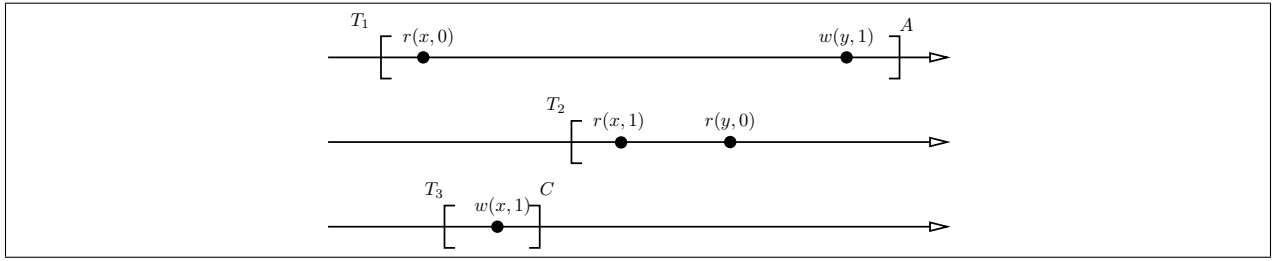 T₁ r(x, 0) w(y, 1) A
T₂ r(x, 1) r(y, 0)
T₃ w(x, 1) C